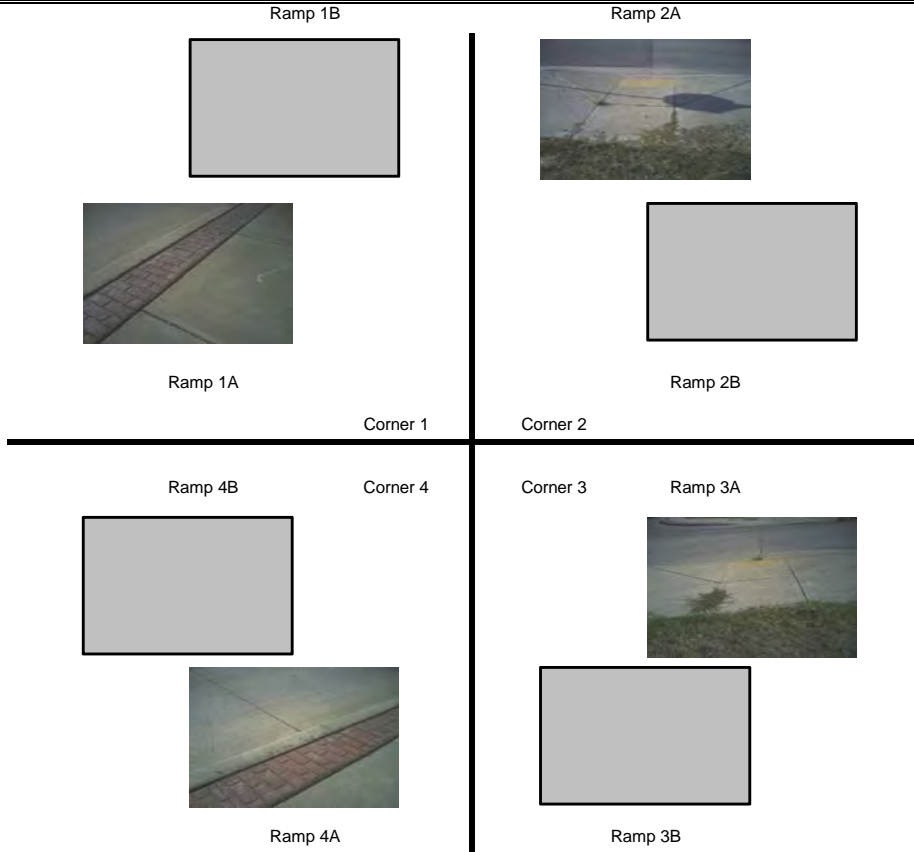 Ramp 1B Ramp 2A
Ramp 1A Ramp 2B
Corner 1 Corner 2
Ramp 4B Corner 4 Corner 3 Ramp 3A
Ramp 4A Ramp 3B